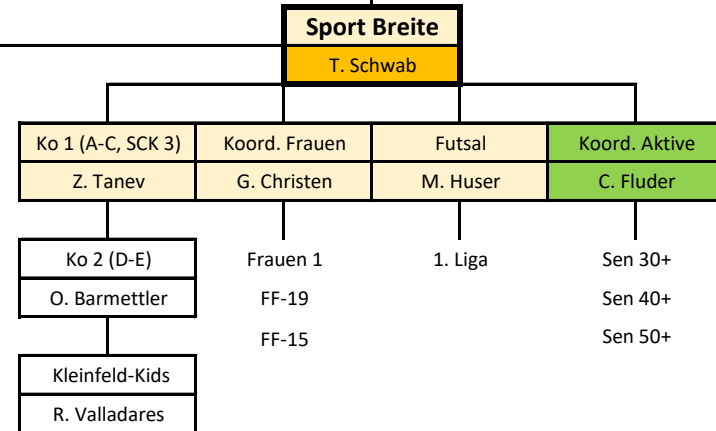 Sport Breite
T. Schwab
Ko 1 (A-C, SCK 3)
Z. Tanev
Koord. Frauen
G. Christen
Futsal
M. Huser
Koord. Aktive
C. Fluder
Ko 2 (D-E)
O. Barmettler
Kleinfeld-Kids
R. Valladares
Frauen 1
FF-19
FF-15
1. Liga
Sen 30+
Sen 40+
Sen 50+